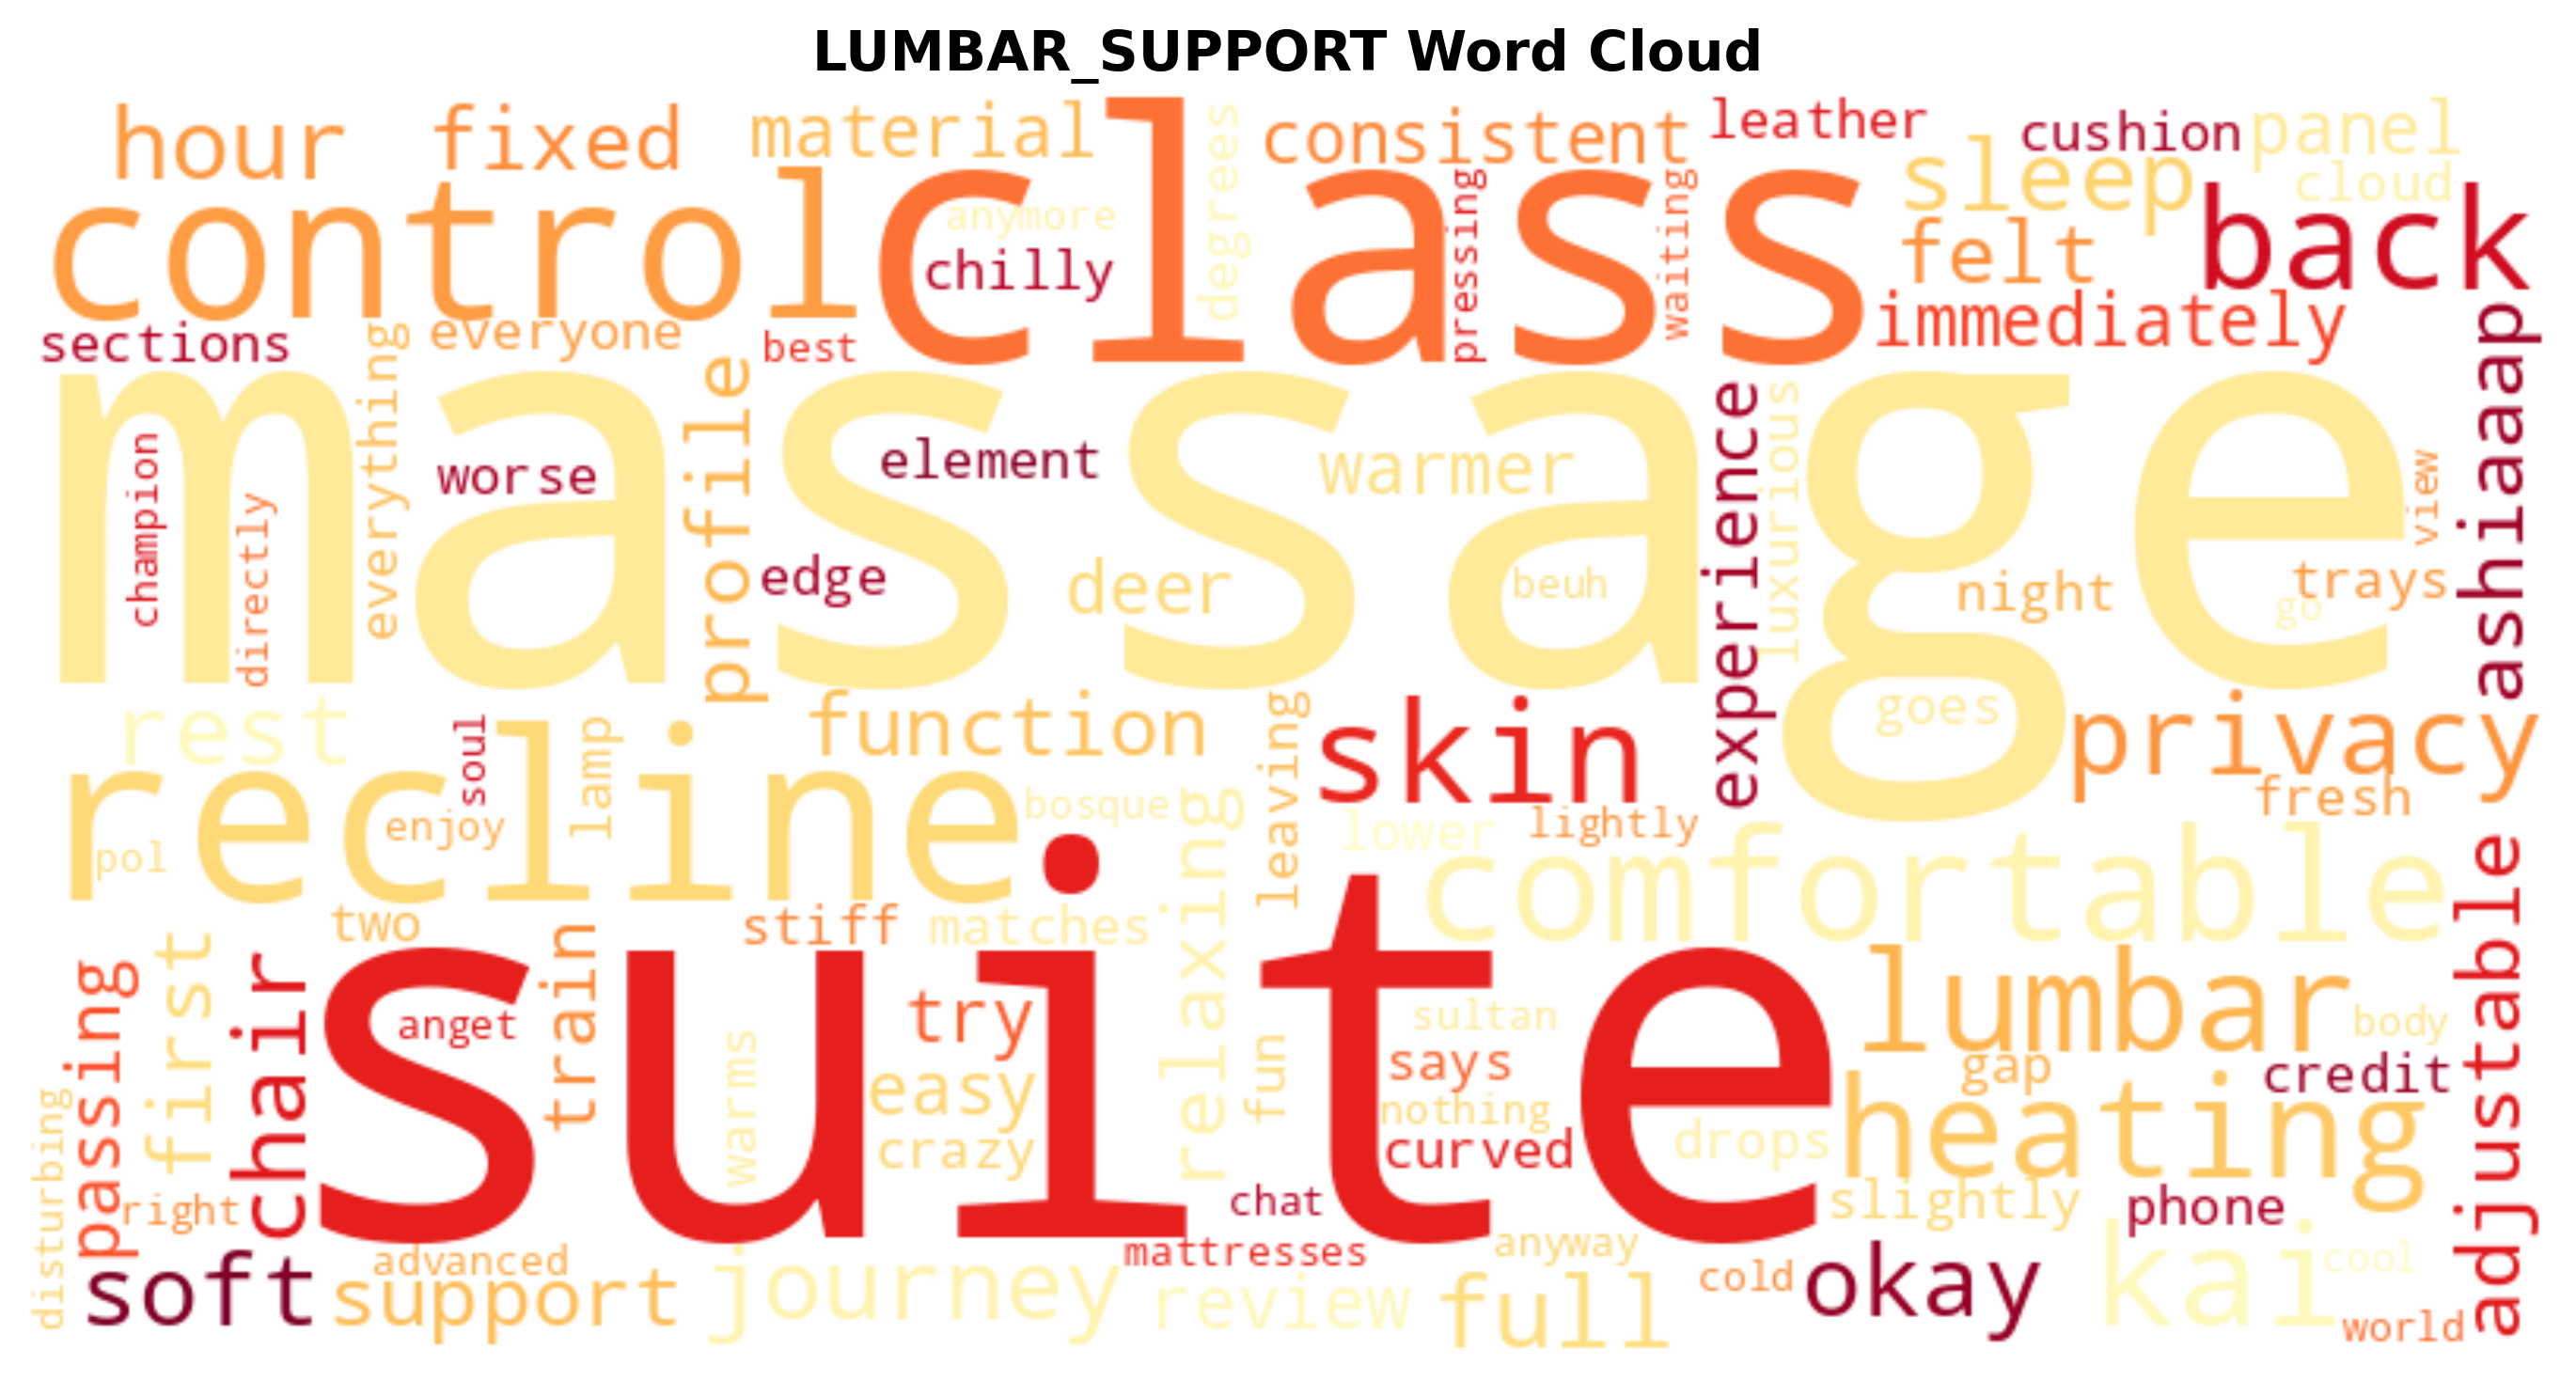 LUMBAR_SUPPORT Word Cloud
hour
fixed
material
consistent
leather
cushion
panel
control
class
anymore
chilly
degrees
pressing
waiting
sleep
cloud
felt
back
immediately
sections
everyone
best
everything
profile
massage
champion
directly
worse
element
edge
deer
warmer
beuh
experience
luxurious
night
view
trays
go
ashiaaap
rest
recline
soul
lamp
function
bosque
leaving
skin
goes
privacy
fresh
pol
enjoy
lower
lightly
comfortable
relaxing
two
stiff
matches
passing
first
chair
train
suite
anget
try
easy
crazy
warms
fun
sultan
says
nothing
curved
drops
lumbar
body
gap
credit
heating
adjustable
disturbing
right
chat
slightly
phone
soft
advanced
support
journey
mattresses
review
anyway
full
cold
okay
kai
cool
world